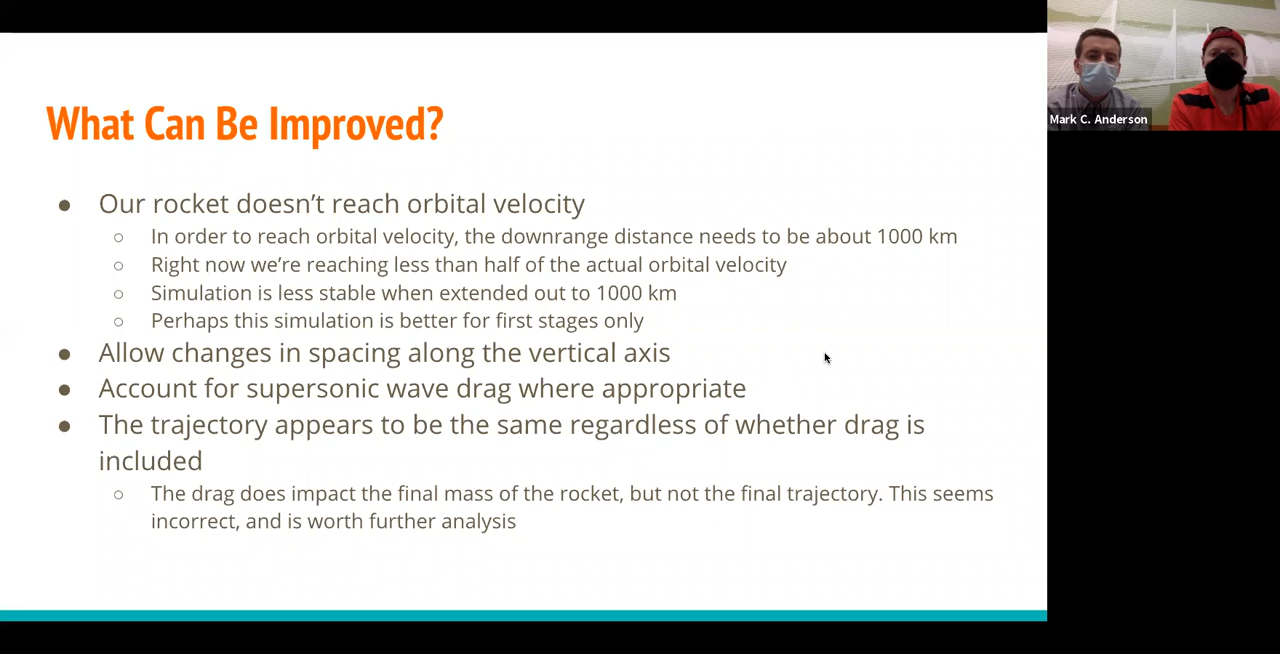 What Can Be Improved?
● Our rocket doesn’t reach orbital velocity
○ In order to reach orbital velocity, the downrange distance needs to be about 1000 km
○ Right now we’re reaching less than half of the actual orbital velocity
○ Simulation is less stable when extended out to 1000 km
○ Perhaps this simulation is better for first stages only
● Allow changes in spacing along the vertical axis
● Account for supersonic wave drag where appropriate
● The trajectory appears to be the same regardless of whether drag is
included
○ The drag does impact the final mass of the rocket, but not the final trajectory. This seems
incorrect, and is worth further analysis
Mark C. Anderson